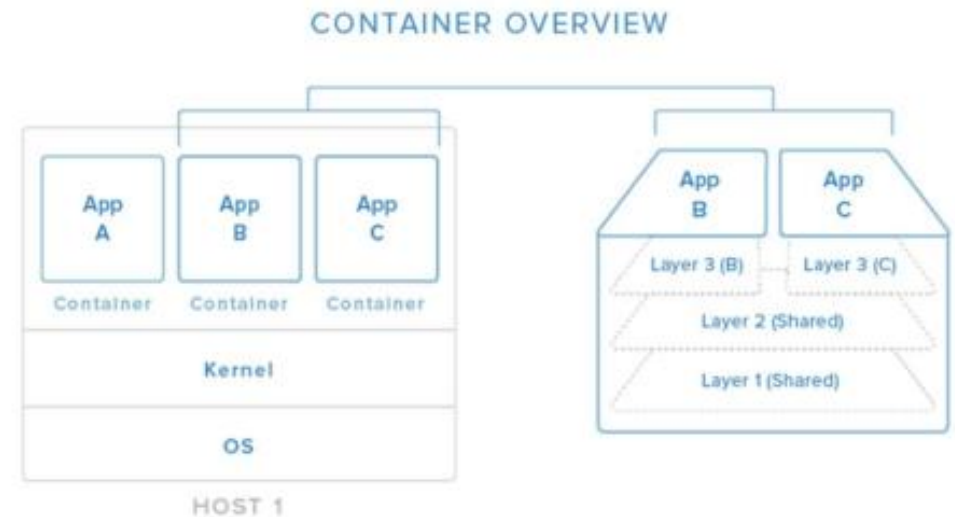 CONTAINER OVERVIEW
App
A
App
B
App
C
Container
Container
Container
Kernel
OS
HOST 1
App
B
App
C
Layer 3 (B)
Layer 3 (C)
Layer 2 (Shared)
Layer 1 (Shared)